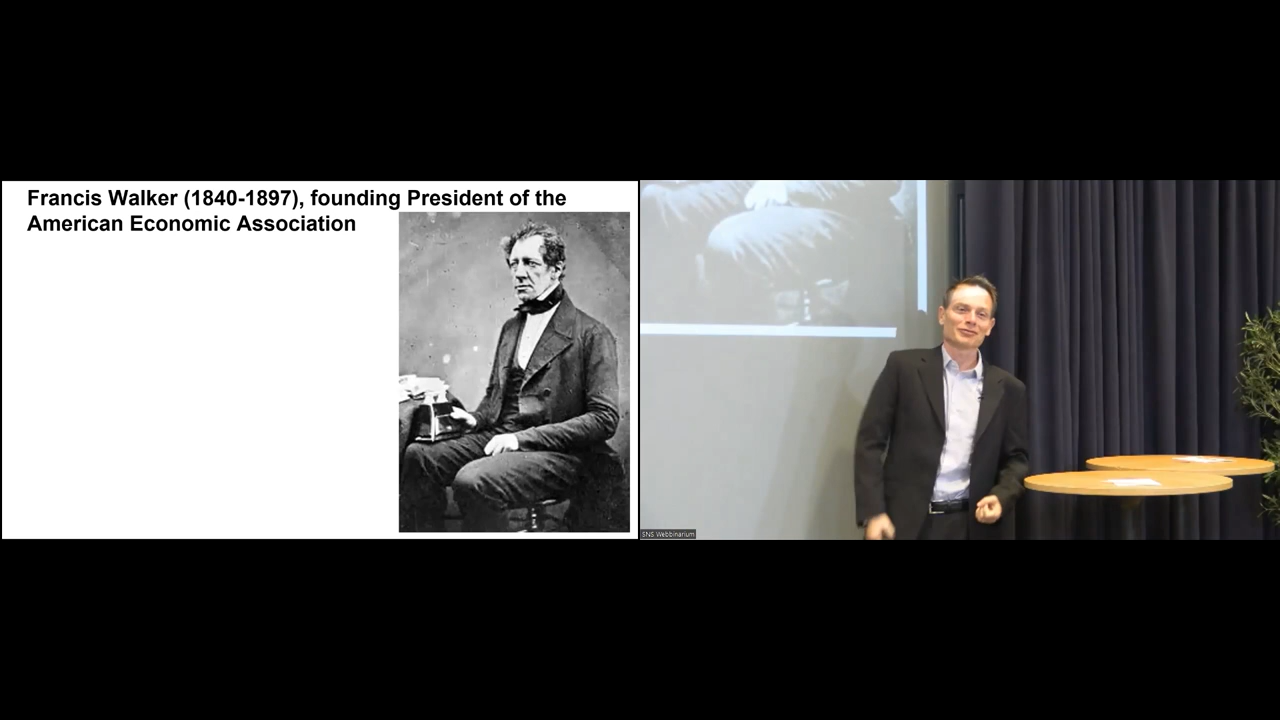 Francis Walker (1840-1897), founding President of the
American Economic Association
SNS Webbinarium